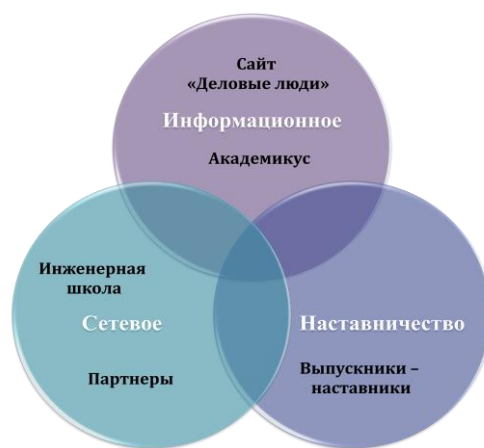 Сайт
«Деловые люди»
Информационное
Академикус
Инженерная
школа
Сетевое
Партнеры
Наставничество
Выпускники –
наставники